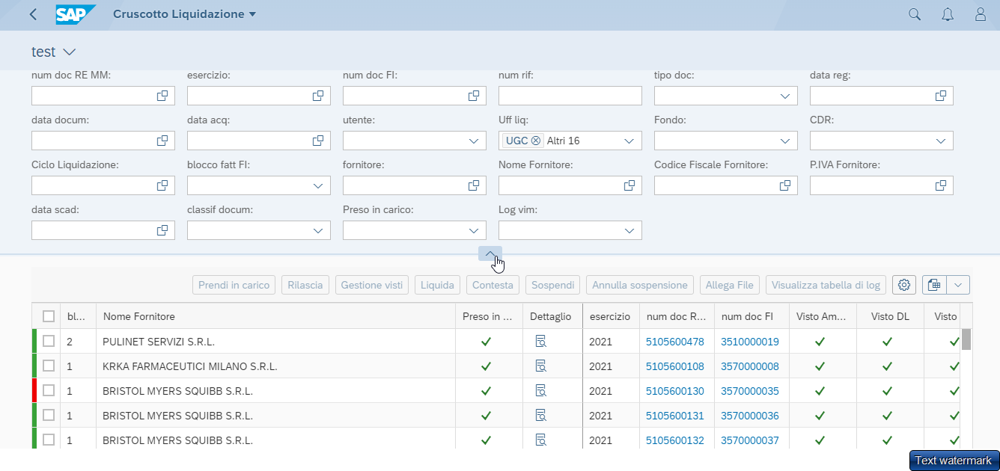 SAP Cruscotto Liquidazione
test
num doc RE MM: esercizio: num doc FI: num rif: tipo doc: data reg:
data docum: data acq: utente: Uff liq: Fondo: CDR:
UGC Altri 16
Ciclo Liquidazione: blocco fatt FI: fornitore: Nome Fornitore: Codice Fiscale Fornitore: P.IVA Fornitore:
data scad: classif docum: Preso in carico: Log vim:
Prendi in carico Rilascia Gestione visti Liquida Contesta Sospendi Annulla sospensione Allega File Visualizza tabella di log
bl... Nome Fornitore Preso in ... Dettaglio esercizio num doc R... num doc FI Visto Am... Visto DL Visto
2 PULINET SERVIZI S.R.L. 2021 5105600478 3510000019
1 KRKA FARMACEUTICI MILANO S.R.L. 2021 5105600108 3570000008
1 BRISTOL MYERS SQUIBB S.R.L. 2021 5105600130 3570000035
1 BRISTOL MYERS SQUIBB S.R.L. 2021 5105600131 3570000036
1 BRISTOL MYERS SQUIBB S.R.L. 2021 5105600132 3570000037
Text watermark